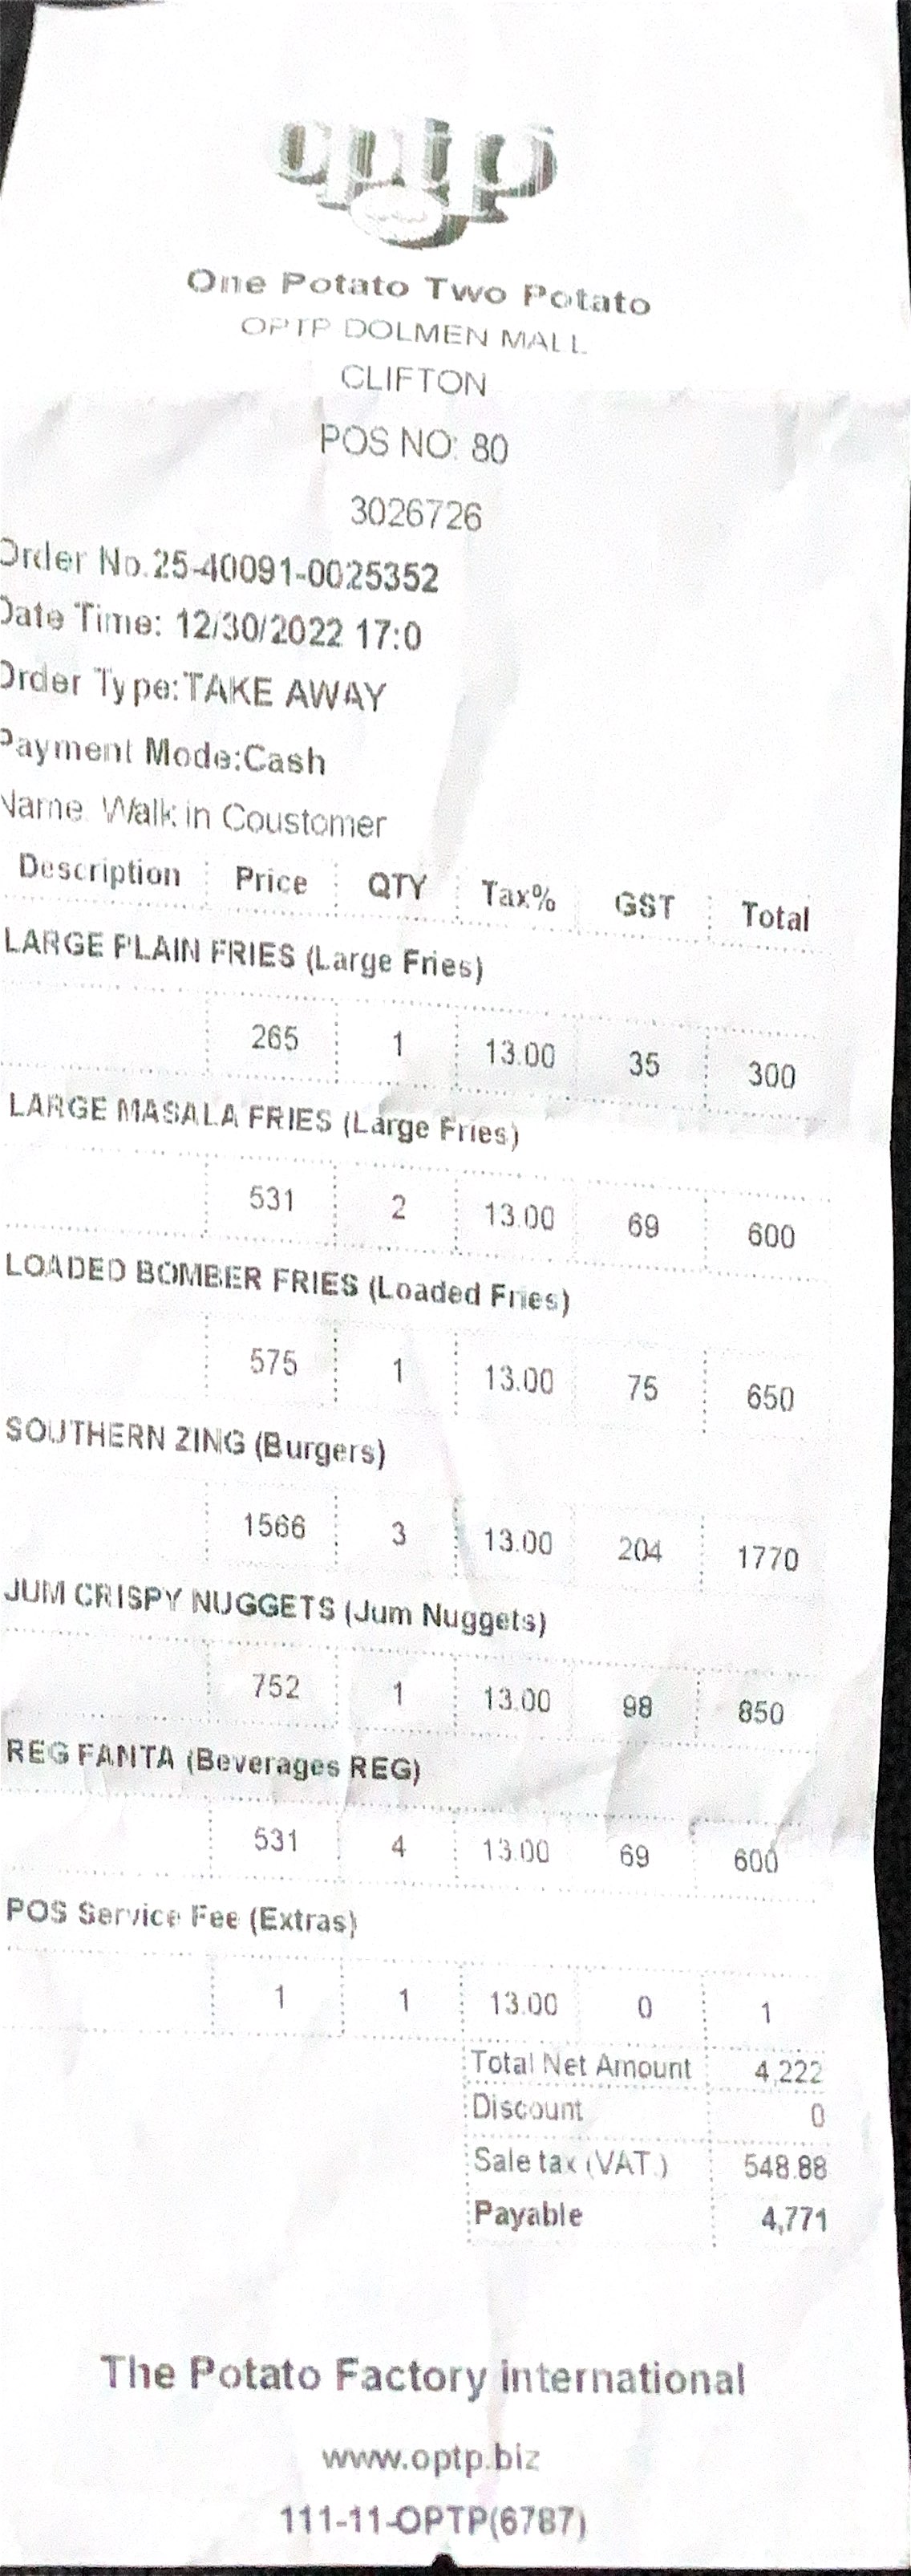 optp
One Potato Two Potato
OPTP DOLMEN MALL
CLIFTON
POS NO: 80
3026726
Order No.25-40091-0025352
Date Time: 12/30/2022 17:0
Order Type:TAKE AWAY
Payment Mode:Cash
Name: Walk in Coustomer
Description Price QTY Tax% GST Total
LARGE PLAIN FRIES (Large Fries)
265 1 13.00 35 300
LARGE MASALA FRIES (Large Fries)
531 2 13.00 69 600
LOADED BOMBER FRIES (Loaded Fries)
575 1 13.00 75 650
SOUTHERN ZING (Burgers)
1566 3 13.00 204 1770
JUM CRISPY NUGGETS (Jum Nuggets)
752 1 13.00 98 850
REG FANTA (Beverages REG)
531 4 13.00 69 600
POS Service Fee (Extras)
1 1 13.00 0 1
Total Net Amount 4,222
Discount 0
Sale tax (VAT.) 548.88
Payable 4,771
The Potato Factory international
www.optp.biz
111-11-OPTP(6787)